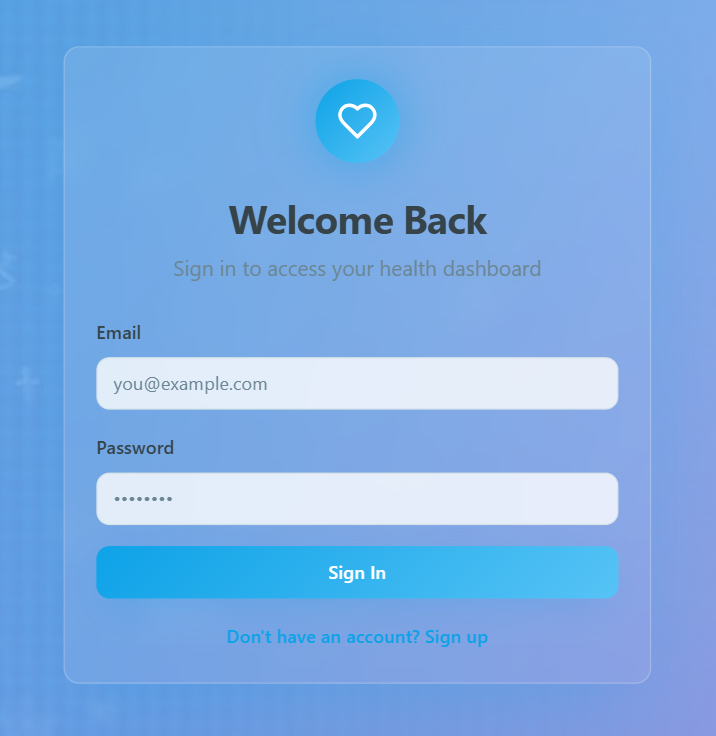 Welcome Back
Sign in to access your health dashboard
Email
you@example.com
Password
••••••••
Sign In
Don't have an account? Sign up